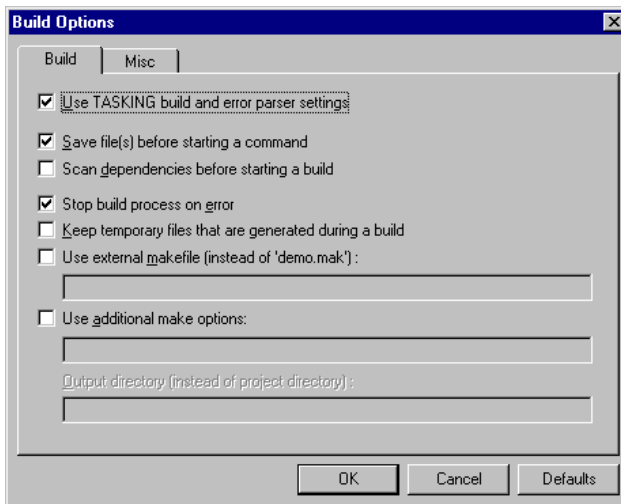 Build Options
Build Misc
Use TASKING build and error parser settings
Save file(s) before starting a command
Scan dependencies before starting a build
Stop build process on error
Keep temporary files that are generated during a build
Use external makefile (instead of 'demo.mak') :
Use additional make options:
Output directory (instead of project directory) :
OK Cancel Defaults